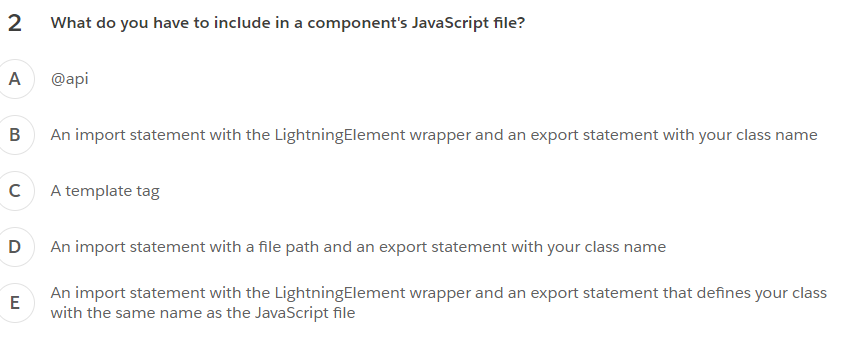 2 What do you have to include in a component's JavaScript file?
A @api
B An import statement with the LightningElement wrapper and an export statement with your class name
C A template tag
D An import statement with a file path and an export statement with your class name
E An import statement with the LightningElement wrapper and an export statement that defines your class
with the same name as the JavaScript file